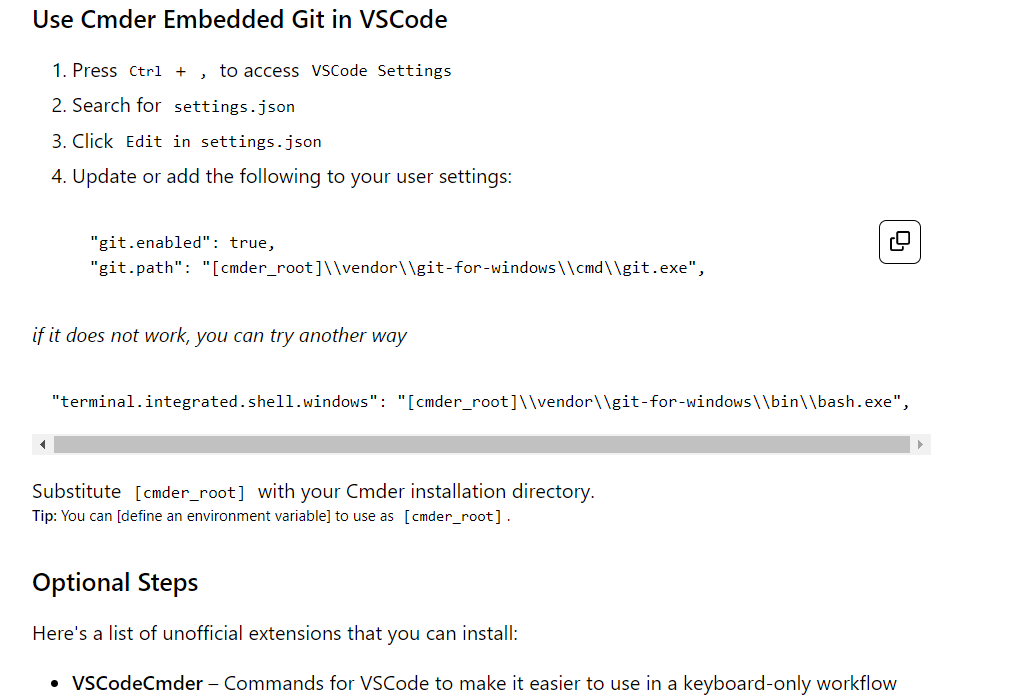 Use Cmder Embedded Git in VSCode
1. Press Ctrl + , to access VSCode Settings
2. Search for settings.json
3. Click Edit in settings.json
4. Update or add the following to your user settings:
"git.enabled": true,
"git.path": "[cmder_root]\\vendor\\git-for-windows\\cmd\\git.exe",
if it does not work, you can try another way
"terminal.integrated.shell.windows": "[cmder_root]\\vendor\\git-for-windows\\bin\\bash.exe",
Substitute [cmder_root] with your Cmder installation directory.
Tip: You can [define an environment variable] to use as [cmder_root].
Optional Steps
Here's a list of unofficial extensions that you can install:
• VSCodeCmder – Commands for VSCode to make it easier to use in a keyboard-only workflow